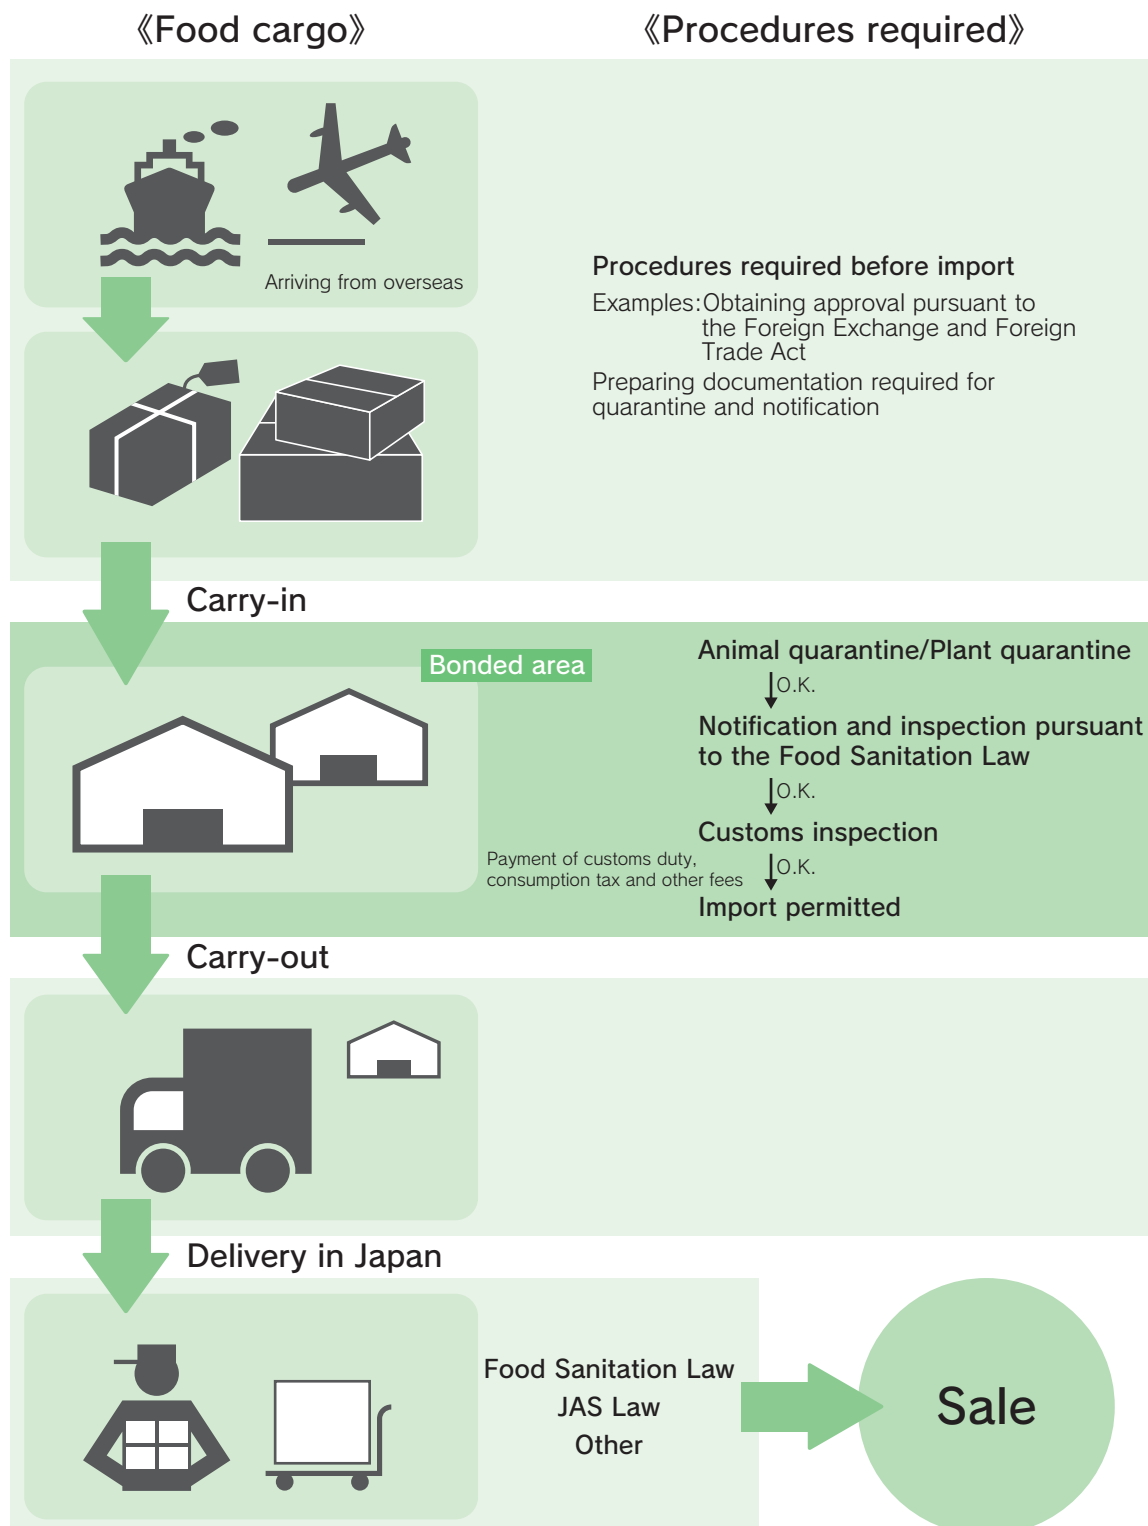 《Food cargo》
《Procedures required》
Arriving from overseas
Procedures required before import
Examples:Obtaining approval pursuant to
the Foreign Exchange and Foreign
Trade Act
Preparing documentation required for
quarantine and notification
Carry-in
Bonded area
Animal quarantine/Plant quarantine
O.K.
Notification and inspection pursuant
to the Food Sanitation Law
O.K.
Customs inspection
Payment of customs duty,
consumption tax and other fees
O.K.
Import permitted
Carry-out
Delivery in Japan
Food Sanitation Law
JAS Law
Other
Sale